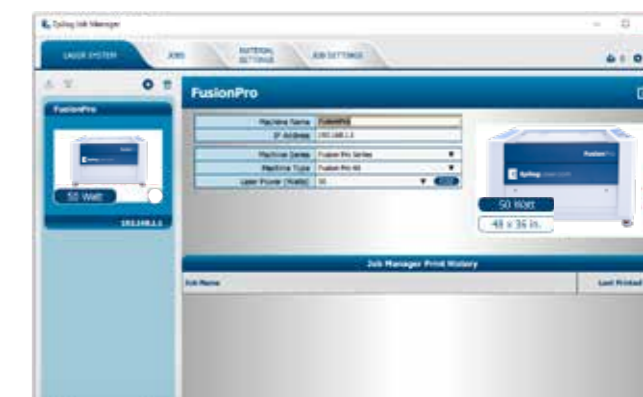 Epilog Job Manager
LASER SYSTEM
JOBS
MATERIAL SETTINGS
JOB SETTINGS
FusionPro
50 Watt
192.168.1.1
FusionPro
Machine Name FusionPro
IP Address 192.168.1.1
Machine Series Fusion Pro Series
Machine Type Fusion Pro 48
Laser Power (Watts) 50
50 Watt
48 x 36 in.
Job Manager Print History
Job Name
Last Printed